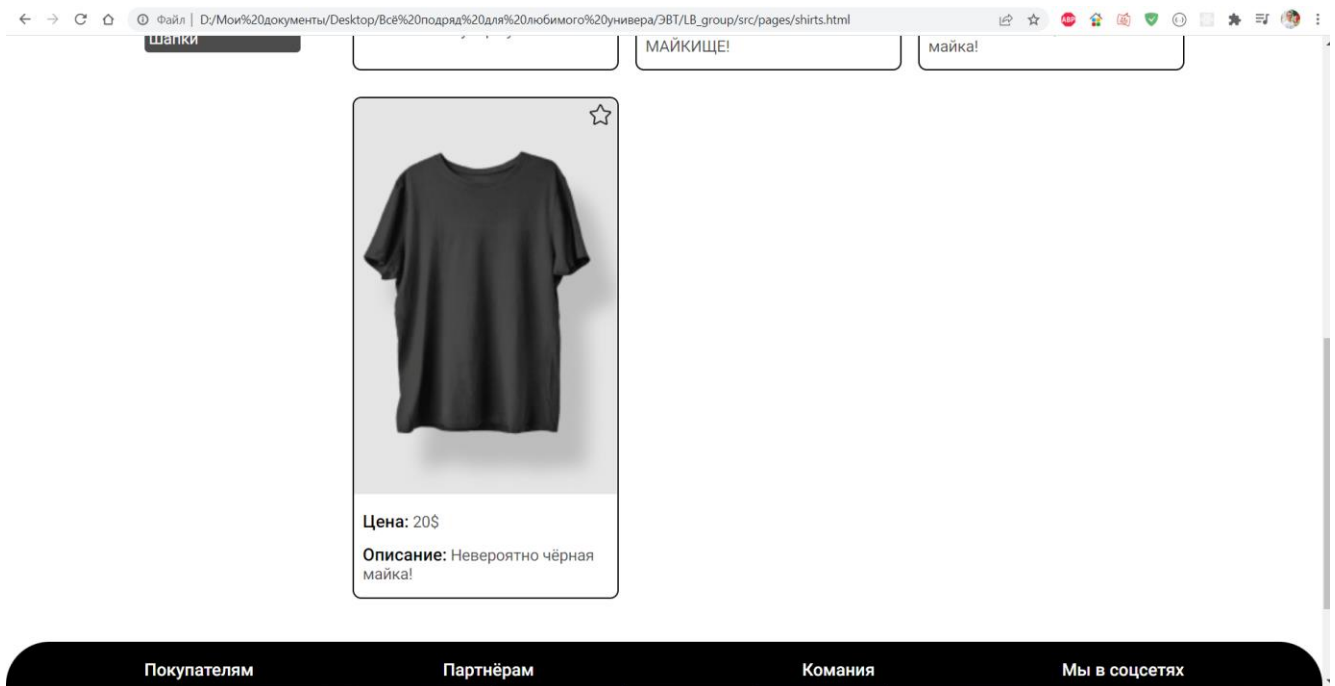 Файл | D:/Мои%20документы/Desktop/Всё%20подряд%20для%20любимого%20универа/ЭВТ/LB_group/src/pages/shirts.html
ABP
Шапки
МАЙКИЩЕ!
майка!
Цена: 20$
Описание: Невероятно чёрная
майка!
Покупателям
Партнёрам
Комания
Мы в соцсетях